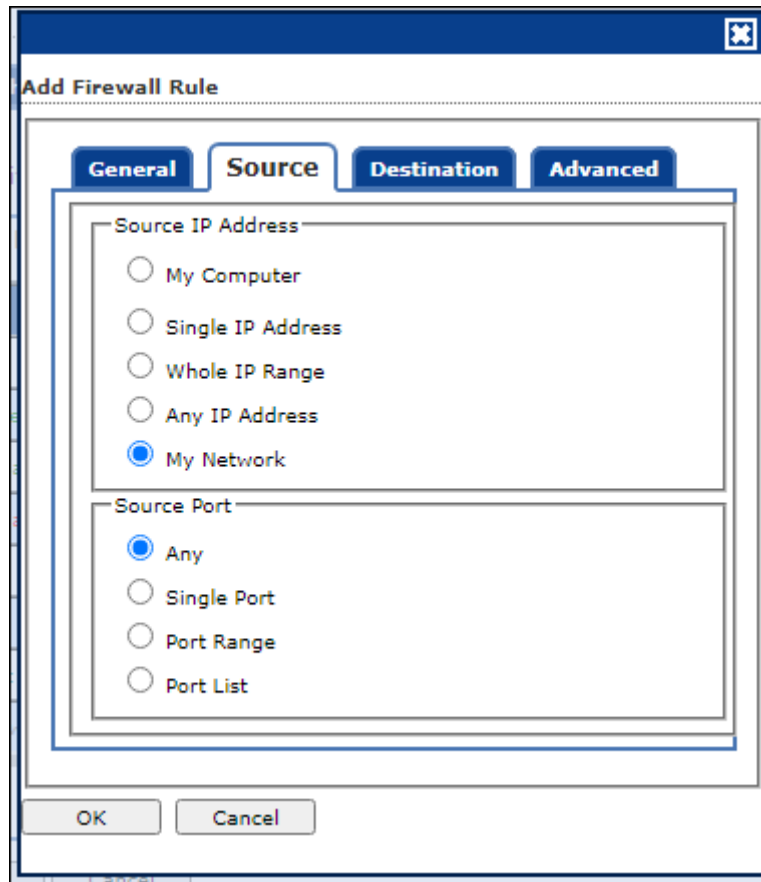 Add Firewall Rule
General Source Destination Advanced
Source IP Address
My Computer
Single IP Address
Whole IP Range
Any IP Address
My Network
Source Port
Any
Single Port
Port Range
Port List
OK Cancel